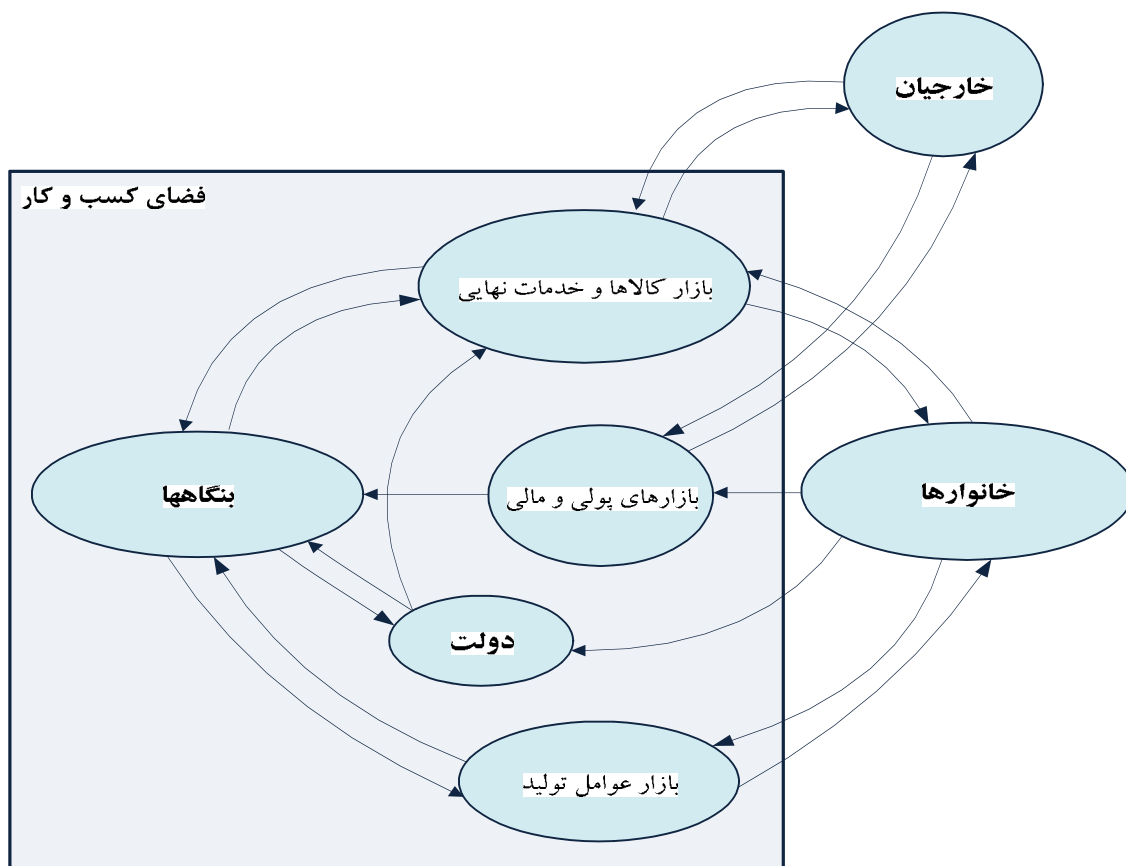 خارجیان
فضای کسب و کار
بازار کالاها و خدمات نهایی
بنگاهها
بازارهای پولی و مالی
خانوارها
دولت
بازار عوامل تولید